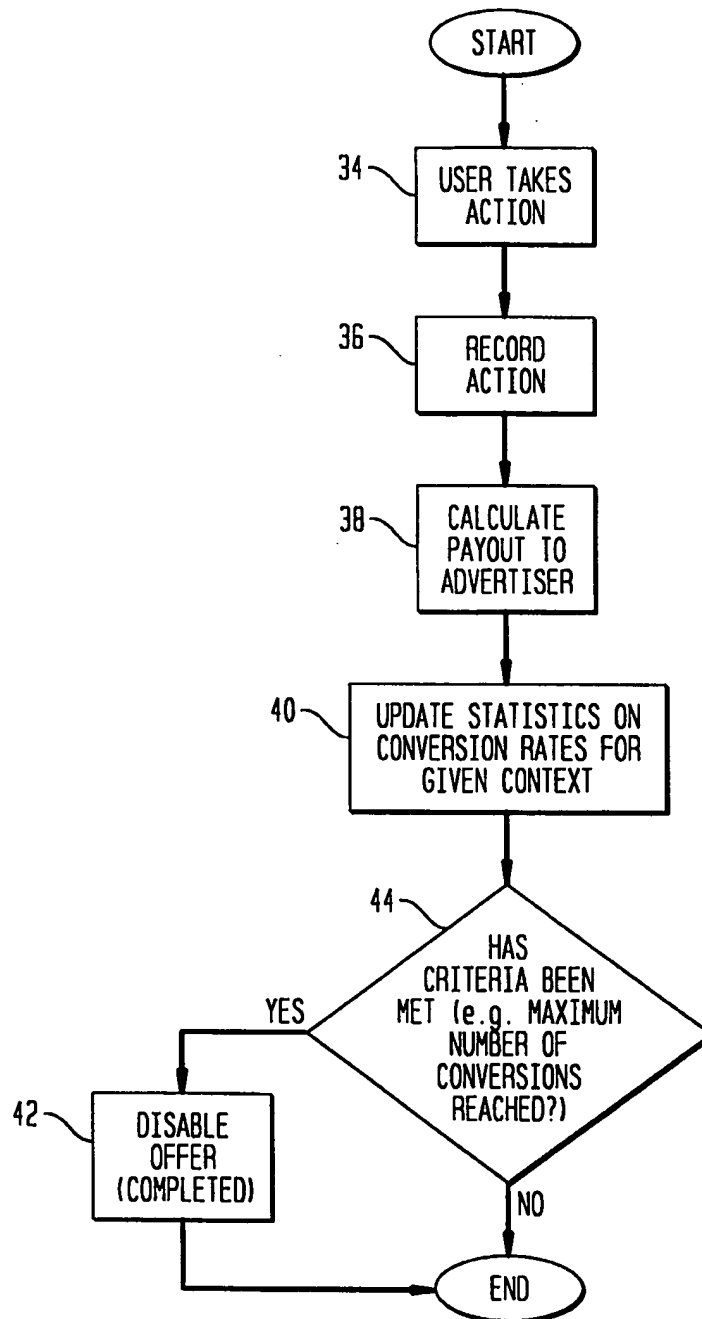 START
34
USER TAKES
ACTION
36
RECORD
ACTION
38
CALCULATE
PAYOUT TO
ADVERTISER
40
UPDATE STATISTICS ON
CONVERSION RATES FOR
GIVEN CONTEXT
44
HAS
CRITERIA BEEN
MET (e.g. MAXIMUM
NUMBER OF
CONVERSIONS
REACHED?)
YES
42
DISABLE
OFFER
(COMPLETED)
NO
END